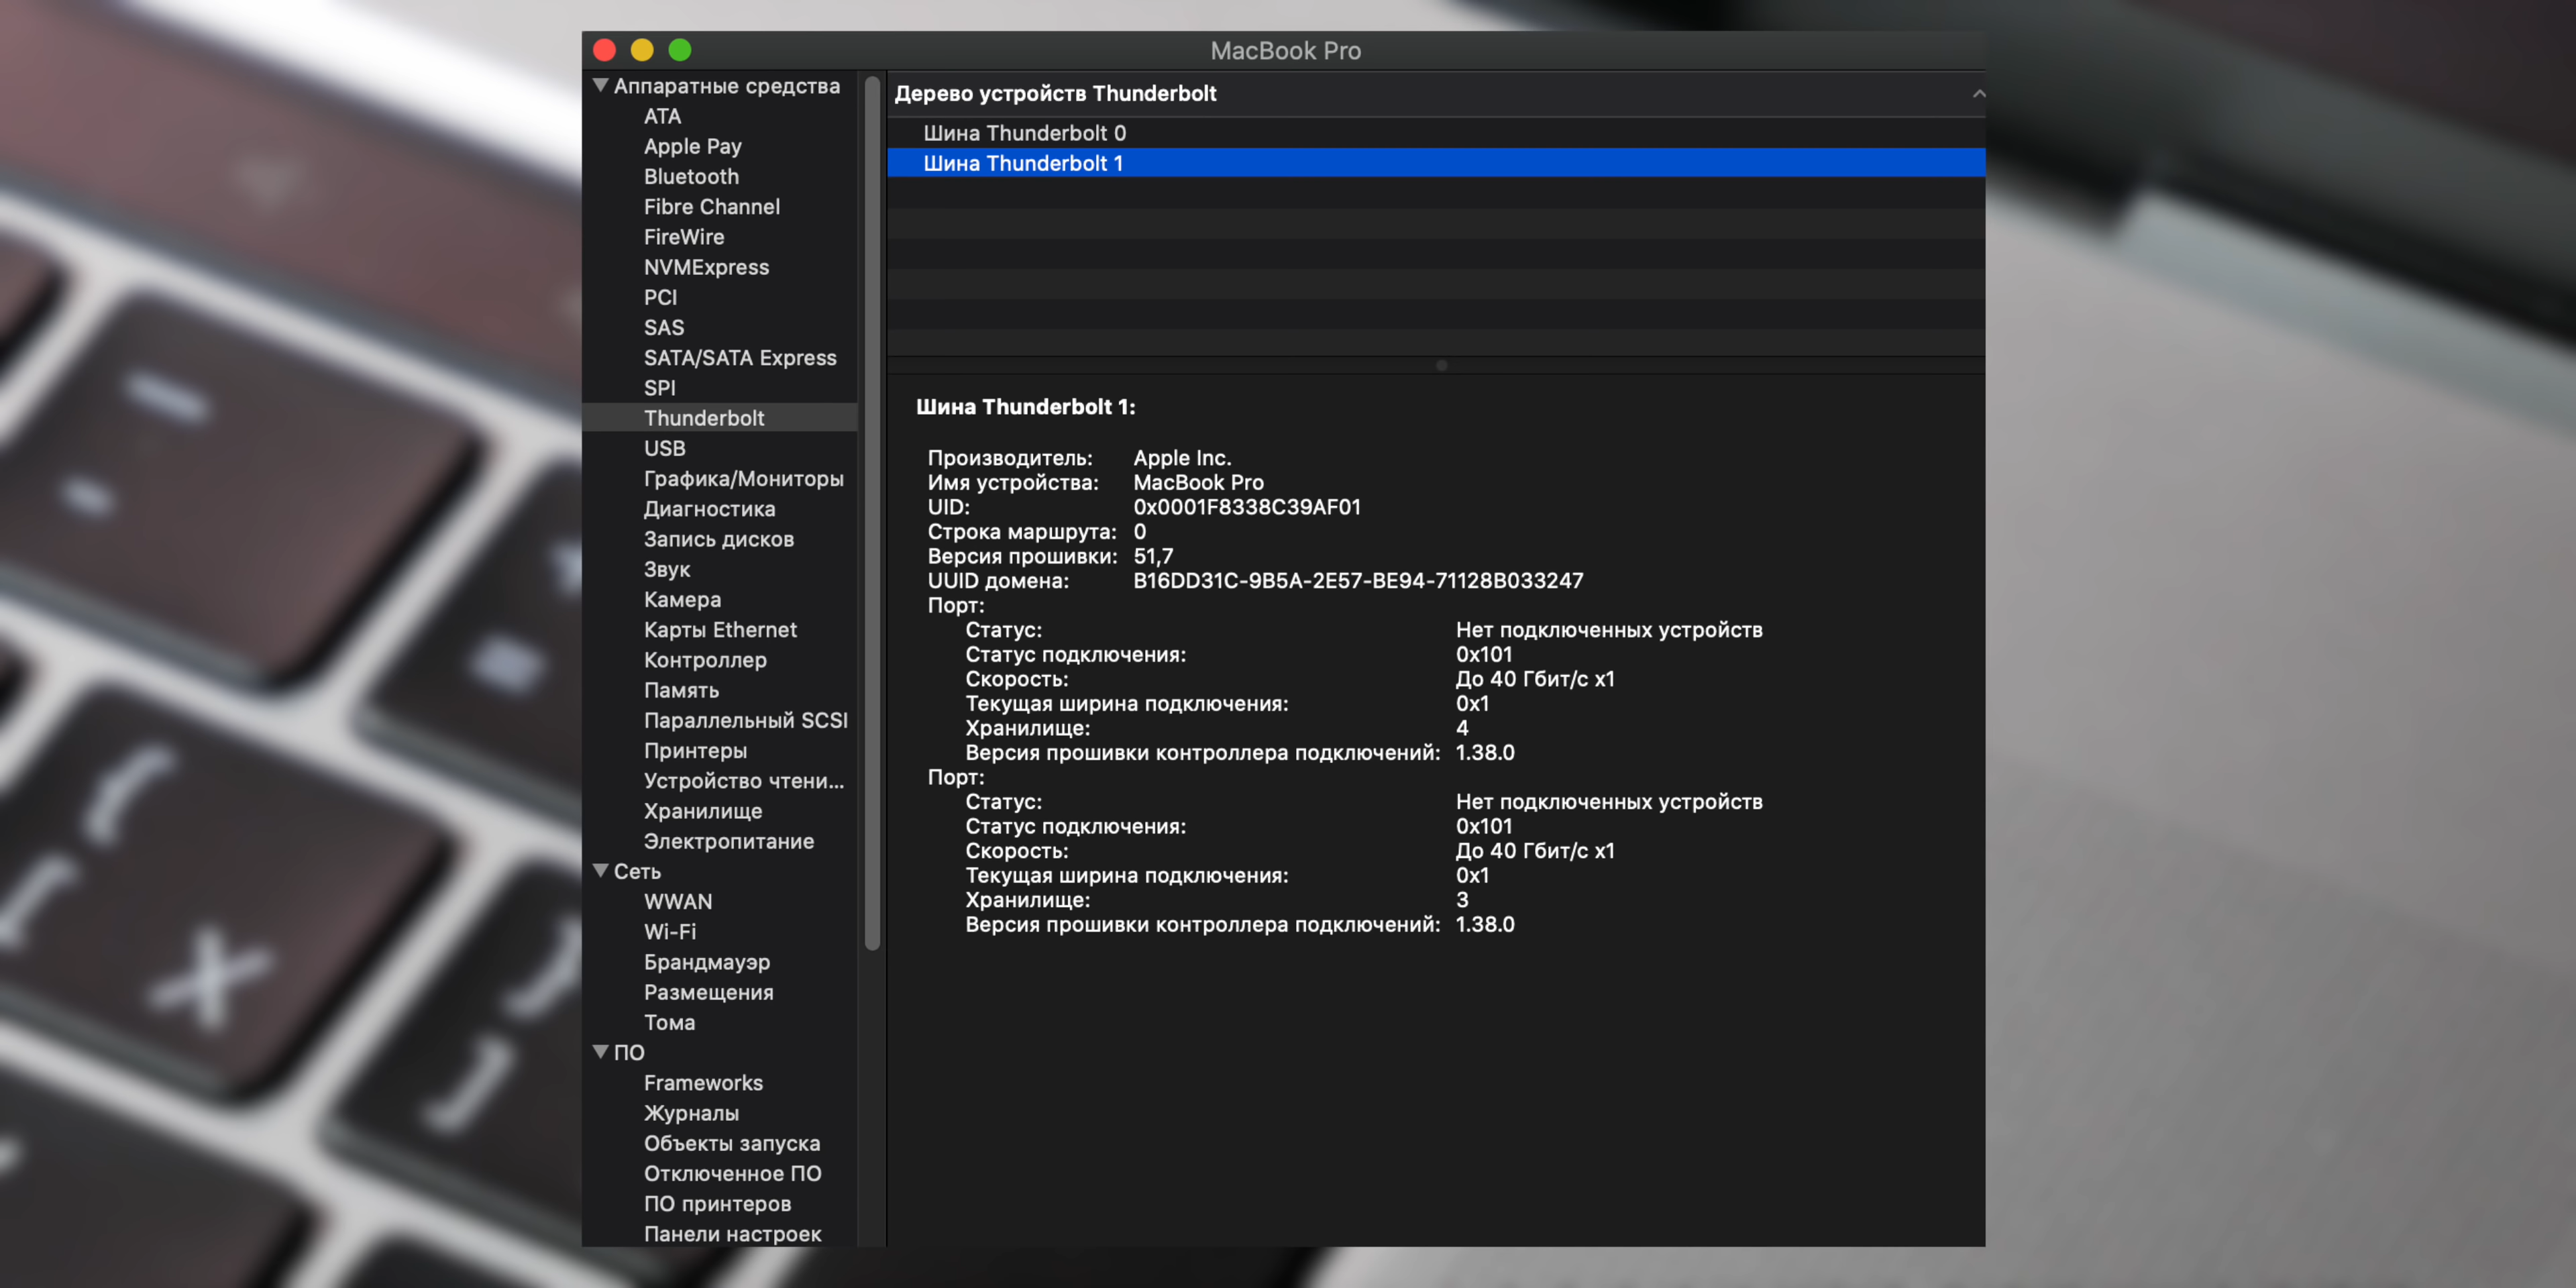 MacBook Pro
Аппаратные средства
ATA
Apple Pay
Bluetooth
Fibre Channel
FireWire
NVMExpress
PCI
SAS
SATA/SATA Express
SPI
Thunderbolt
USB
Графика/Мониторы
Диагностика
Запись дисков
Звук
Камера
Карты Ethernet
Контроллер
Память
Параллельный SCSI
Принтеры
Устройство чтени...
Хранилище
Электропитание
Сеть
WWAN
Wi-Fi
Брандмауэр
Размещения
Тома
ПО
Frameworks
Журналы
Объекты запуска
Отключенное ПО
ПО принтеров
Панели настроек
Дерево устройств Thunderbolt
Шина Thunderbolt 0
Шина Thunderbolt 1
Шина Thunderbolt 1:
Производитель: Apple Inc.
Имя устройства: MacBook Pro
UID: 0x0001F8338C39AF01
Строка маршрута: 0
Версия прошивки: 51,7
UUID домена: B16DD31C-9B5A-2E57-BE94-71128B033247
Порт:
Статус: Нет подключенных устройств
Статус подключения: 0x101
Скорость: До 40 Гбит/с x1
Текущая ширина подключения: 0x1
Хранилище: 4
Версия прошивки контроллера подключений: 1.38.0
Порт:
Статус: Нет подключенных устройств
Статус подключения: 0x101
Скорость: До 40 Гбит/с x1
Текущая ширина подключения: 0x1
Хранилище: 3
Версия прошивки контроллера подключений: 1.38.0
[
{
X
}
]